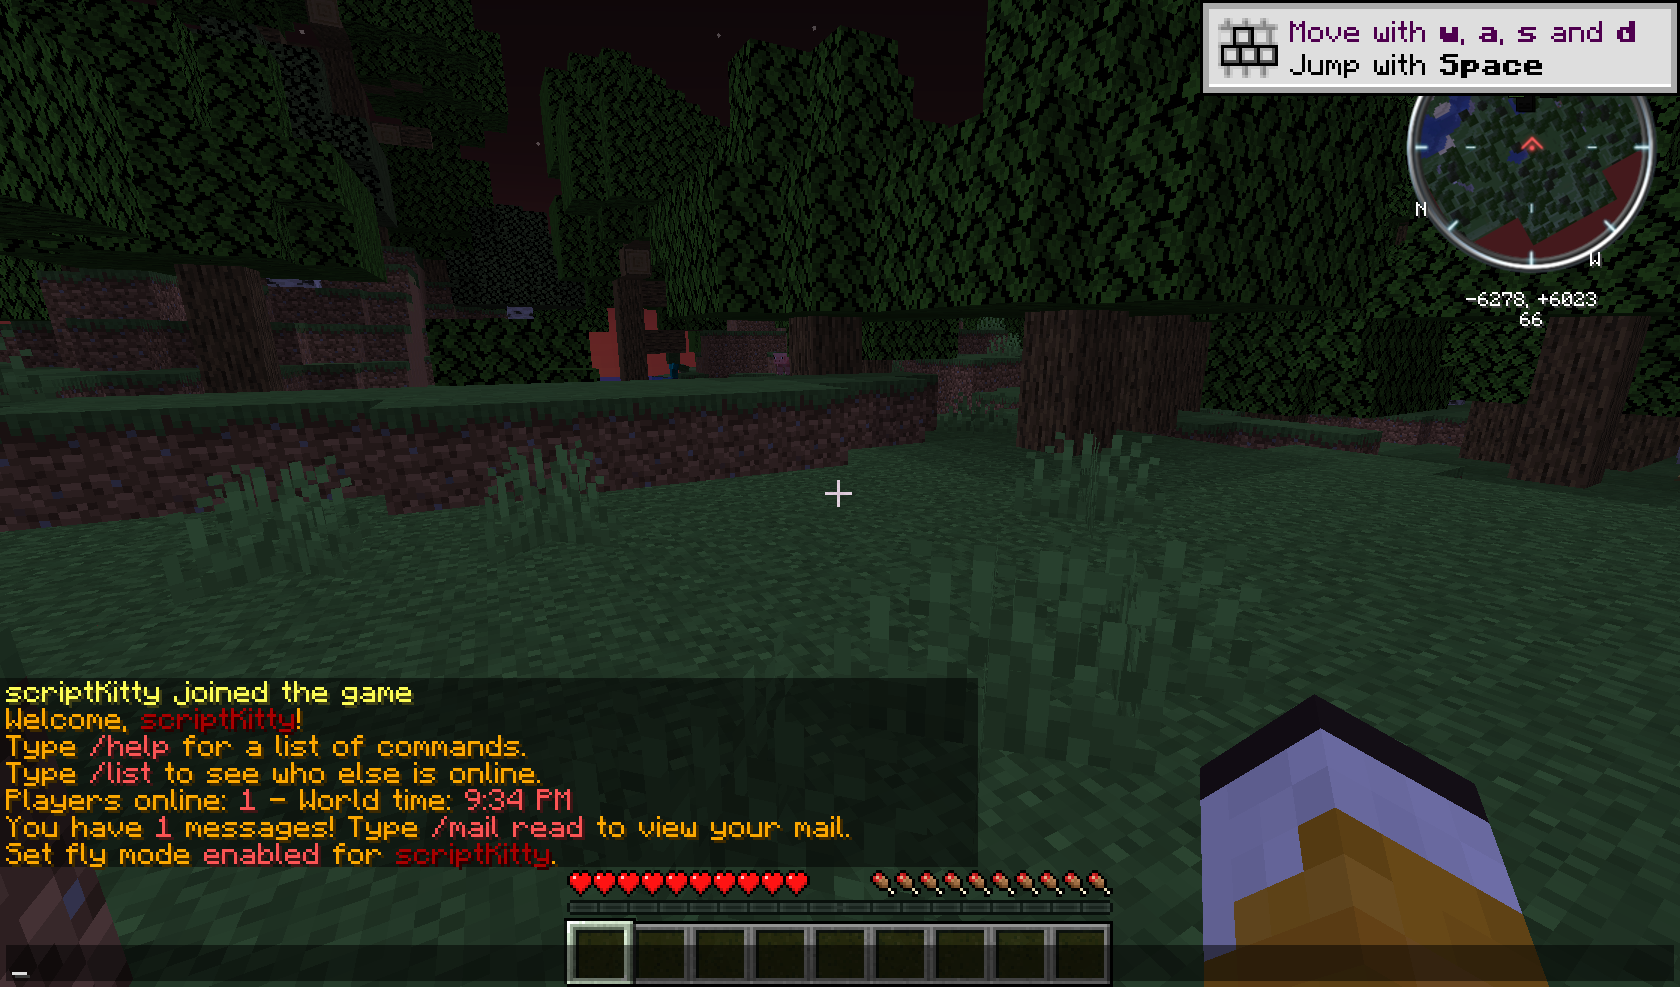 Move with w, a, s and d
Jump with Space
N
W
-6278, +6023
66
scriptKitty joined the game
Welcome, scriptKitty!
Type /help for a list of commands.
Type /list to see who else is online.
Players online: 1 - World time: 9:34 PM
You have 1 messages! Type /mail read to view your mail.
Set fly mode enabled for scriptKitty.
_